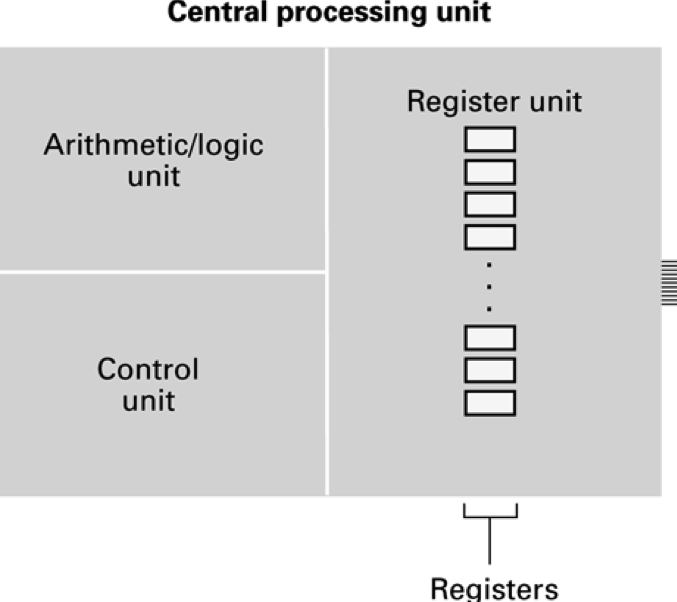 Central processing unit
Arithmetic/logic
unit
Register unit
Control
unit
Registers